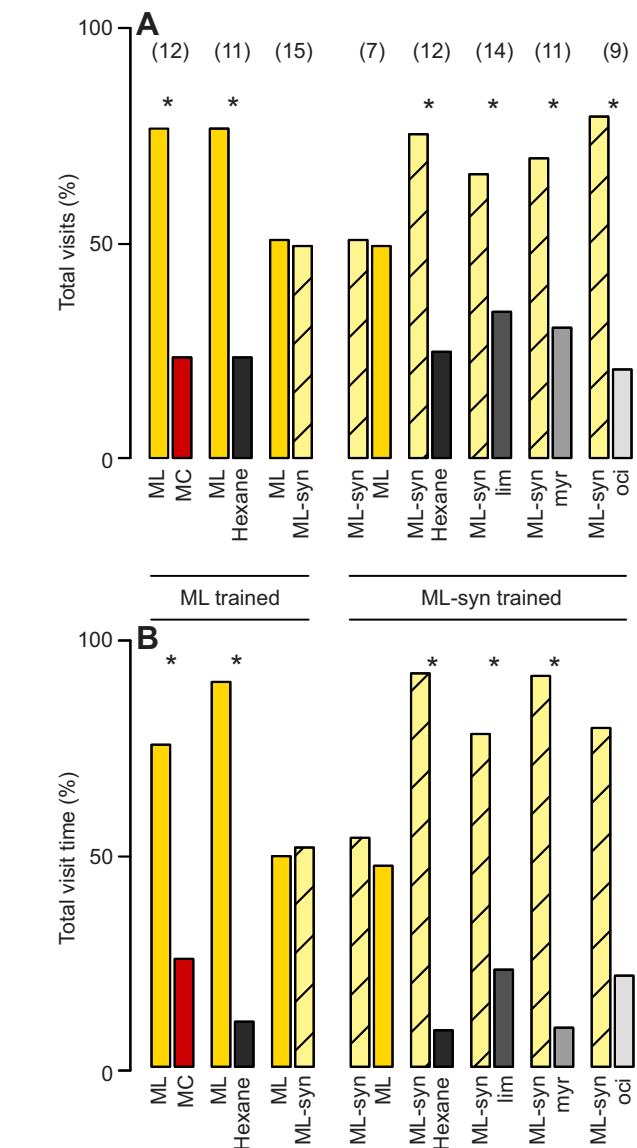 A
100
(12) (11) (15) (7) (12) (14) (11) (9)
* * * * * *
50
0
Total visits (%)
ML MC ML Hexane ML ML-syn ML-syn ML ML-syn Hexane ML-syn lim ML-syn myr ML-syn oci
ML trained ML-syn trained
B
100
* * * * *
50
0
Total visit time (%)
ML MC ML Hexane ML ML-syn ML-syn ML ML-syn Hexane ML-syn lim ML-syn myr ML-syn oci